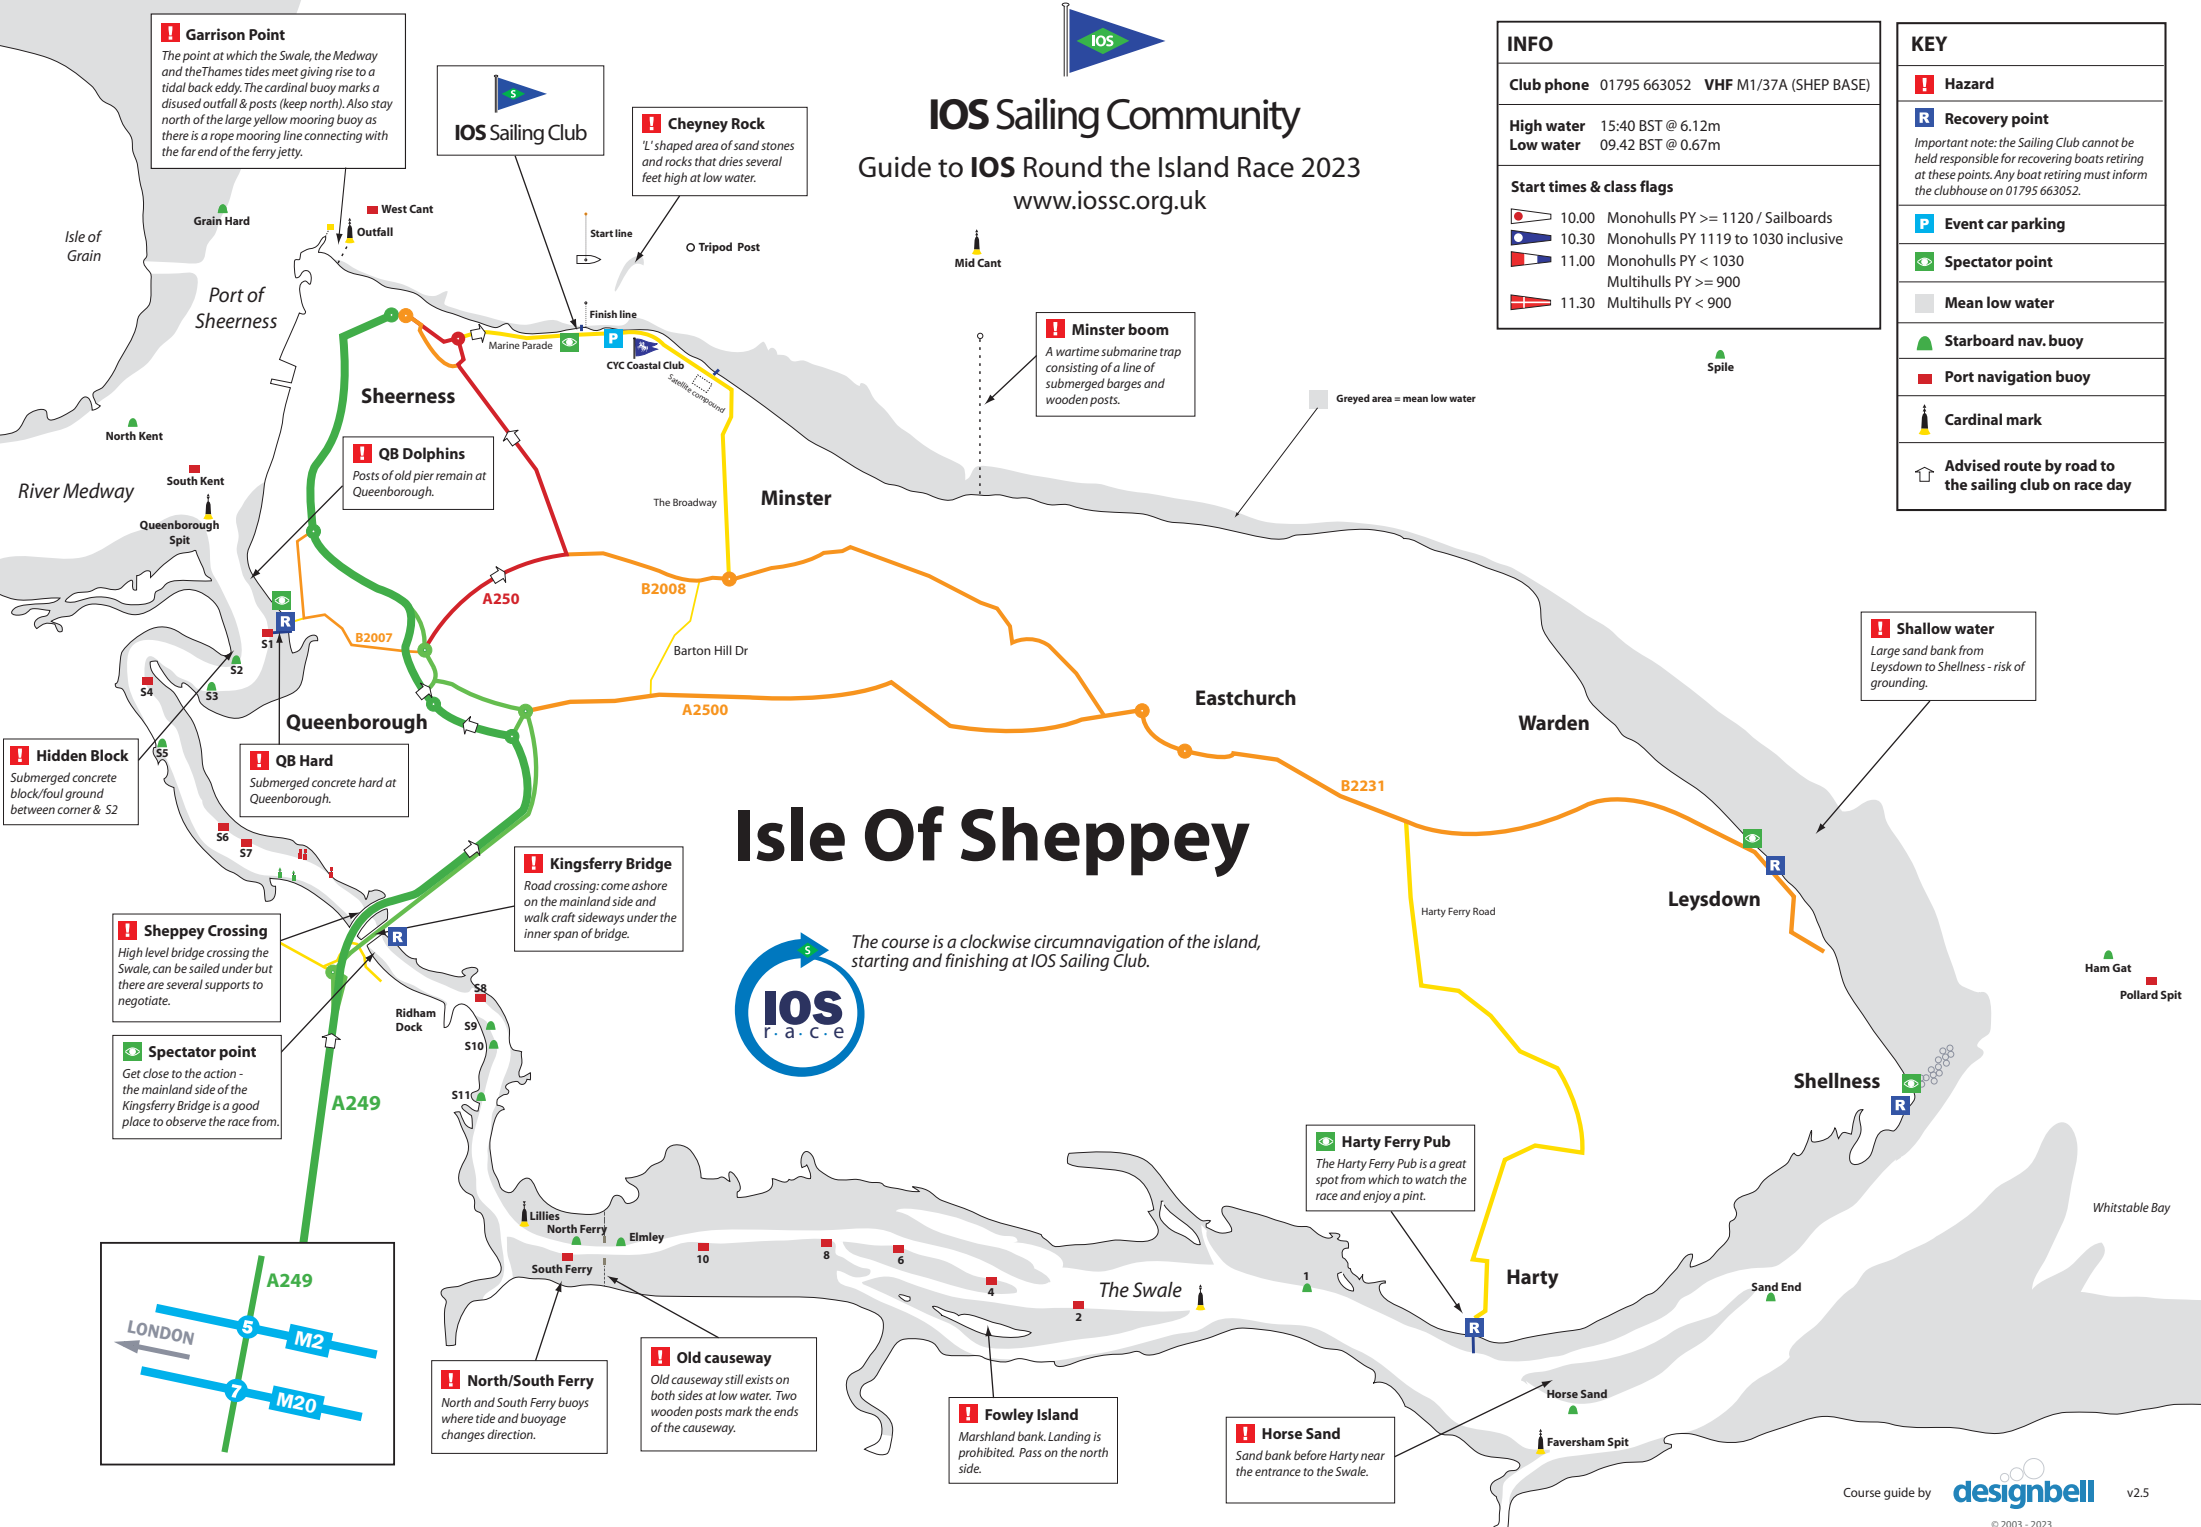 Garrison Point
The point at which the Swale, the Medway
and theThames tides meet giving rise to a
tidal back eddy. The cardinal buoy marks a
disused outfall & posts (keep north). Also stay
north of the large yellow mooring buoy as
there is a rope mooring line connecting with
the far end of the ferry jetty.
S
IOS Sailing Club
Cheyney Rock
'L' shaped area of sand stones
and rocks that dries several
feet high at low water.
IOS
IOS Sailing Community
Guide to IOS Round the Island Race 2023
www.iossc.org.uk
INFO
Club phone 01795 663052 VHF M1/37A (SHEP BASE)
High water 15:40 BST @ 6.12m
Low water 09.42 BST @ 0.67m
Start times & class flags
10.00 Monohulls PY >= 1120 / Sailboards
10.30 Monohulls PY 1119 to 1030 inclusive
11.00 Monohulls PY < 1030
Multihulls PY >= 900
11.30 Multihulls PY < 900
KEY
Hazard
R Recovery point
Important note: the Sailing Club cannot be
held responsible for recovering boats retiring
at these points. Any boat retiring must inform
the clubhouse on 01795 663052.
P Event car parking
Spectator point
Mean low water
Starboard nav. buoy
Port navigation buoy
Cardinal mark
Advised route by road to
the sailing club on race day
Isle of
Grain
Grain Hard
West Cant
Outfall
Start line
Tripod Post
Mid Cant
Port of
Sheerness
Finish line
Marine Parade
P
CYC Coastal Club
Satellite compound
Minster boom
A wartime submarine trap
consisting of a line of
submerged barges and
wooden posts.
Spile
Greyed area = mean low water
Sheerness
North Kent
QB Dolphins
Posts of old pier remain at
Queenborough.
South Kent
River Medway
Queenborough
Spit
The Broadway
Minster
B2008
A250
B2007
Barton Hill Dr
R
S1
S2
S3
S4
S5
A2500
Queenborough
Eastchurch
Warden
Shallow water
Large sand bank from
Leysdown to Shellness - risk of
grounding.
Hidden Block
Submerged concrete
block/foul ground
between corner & S2
QB Hard
Submerged concrete hard at
Queenborough.
B2231
Isle Of Sheppey
S6
S7
Kingsferry Bridge
Road crossing: come ashore
on the mainland side and
walk craft sideways under the
inner span of bridge.
R
Leysdown
Harty Ferry Road
Sheppey Crossing
High level bridge crossing the
Swale, can be sailed under but
there are several supports to
negotiate.
R
S
IOS
r·a·c·e
The course is a clockwise circumnavigation of the island,
starting and finishing at IOS Sailing Club.
Ham Gat
Pollard Spit
S8
Ridham
Dock
S9
S10
S11
Spectator point
Get close to the action -
the mainland side of the
Kingsferry Bridge is a good
place to observe the race from.
A249
Shellness
R
Harty Ferry Pub
The Harty Ferry Pub is a great
spot from which to watch the
race and enjoy a pint.
Whitstable Bay
Lillies
North Ferry
Elmley
South Ferry
10
8
6
4
2
The Swale
1
Harty
Sand End
R
A249
LONDON
5
M2
7
M20
North/South Ferry
North and South Ferry buoys
where tide and buoyage
changes direction.
Old causeway
Old causeway still exists on
both sides at low water. Two
wooden posts mark the ends
of the causeway.
Fowley Island
Marshland bank. Landing is
prohibited. Pass on the north
side.
Horse Sand
Sand bank before Harty near
the entrance to the Swale.
Horse Sand
Faversham Spit
Course guide by designbell v2.5
© 2003 - 2023